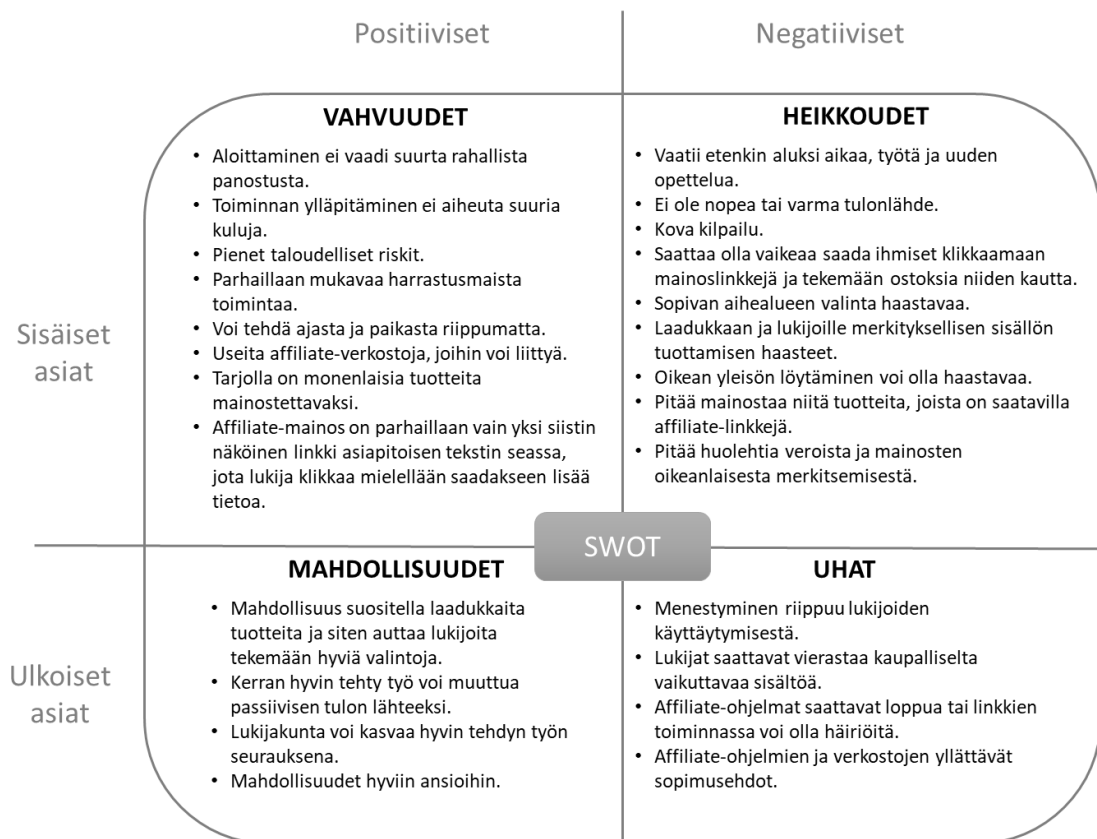 Positiiviset
Negatiiviset
Sisäiset
asiat
VAHVUUDET
• Aloittaminen ei vaadi suurta rahallista
panostusta.
• Toiminnan ylläpitäminen ei aiheuta suuria
kuluja.
• Pienet taloudelliset riskit.
• Parhaillaan mukavaa harrastusmaista
toimintaa.
• Voi tehdä ajasta ja paikasta riippumatta.
• Useita affiliate-verkostoja, joihin voi liittyä.
• Tarjolla on monenlaisia tuotteita
mainostettavaksi.
• Affiliate-mainos on parhaillaan vain yksi siistin
näköinen linkki asiapitoisen tekstin seassa,
jota lukija klikkaa mielellään saadakseen lisää
tietoa.
HEIKKOUDET
• Vaatii etenkin aluksi aikaa, työtä ja uuden
opettelua.
• Ei ole nopea tai varma tulonlähde.
• Kova kilpailu.
• Saattaa olla vaikeaa saada ihmiset klikkaamaan
mainoslinkkejä ja tekemään ostoksia niiden kautta.
• Sopivan aihealueen valinta haastavaa.
• Laadukkaan ja lukijoille merkityksellisen sisällön
tuottamisen haasteet.
• Oikean yleisön löytäminen voi olla haastavaa.
• Pitää mainostaa niitä tuotteita, joista on saatavilla
affiliate-linkkejä.
• Pitää huolehtia veroista ja mainosten
oikeanlaisesta merkitsemisestä.
SWOT
Ulkoiset
asiat
MAHDOLLISUUDET
• Mahdollisuus suositella laadukkaita
tuotteita ja siten auttaa lukijoita
tekemään hyviä valintoja.
• Kerran hyvin tehty työ voi muuttua
passiivisen tulon lähteeksi.
• Lukijakunta voi kasvaa hyvin tehdyn työn
seurauksena.
• Mahdollisuudet hyviin ansioihin.
UHAT
• Menestyminen riippuu lukijoiden
käyttäytymisestä.
• Lukijat saattavat vierastaa kaupalliselta
vaikuttavaa sisältöä.
• Affiliate-ohjelmat saattavat loppua tai linkkien
toiminnassa voi olla häiriöitä.
• Affiliate-ohjelmien ja verkostojen yllättävät
sopimusehdot.